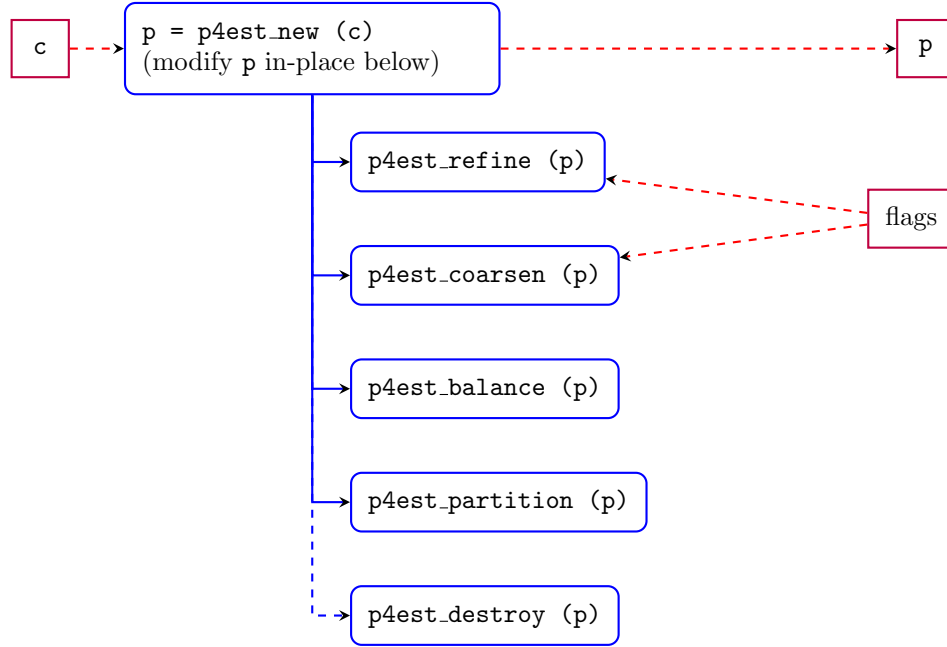 c
p = p4est_new (c)
(modify p in-place below)
p
p4est_refine (p)
flags
p4est_coarsen (p)
p4est_balance (p)
p4est_partition (p)
p4est_destroy (p)